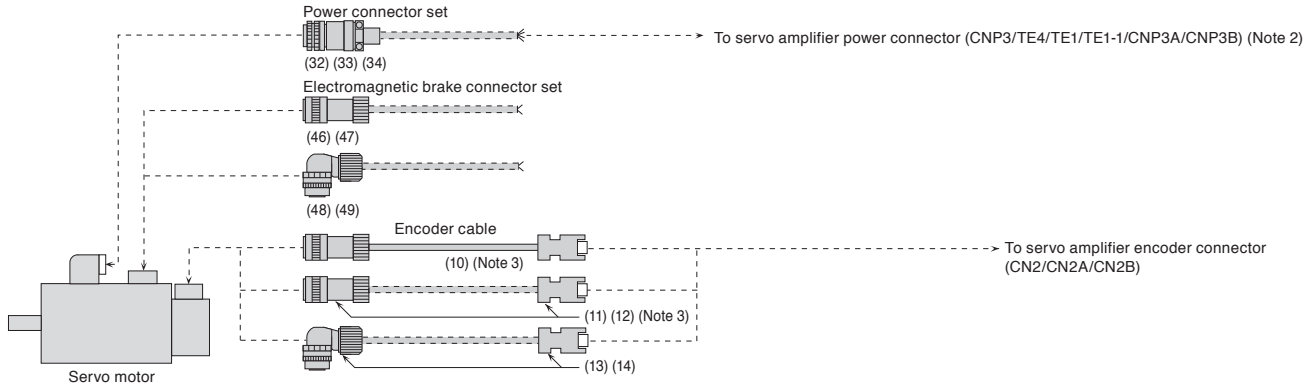 Power connector set
To servo amplifier power connector (CNP3/TE4/TE1/TE1-1/CNP3A/CNP3B) (Note 2)
(32) (33) (34)
Electromagnetic brake connector set
(46) (47)
(48) (49)
Encoder cable
(10) (Note 3)
To servo amplifier encoder connector
(CN2/CN2A/CN2B)
(11) (12) (Note 3)
(13) (14)
Servo motor